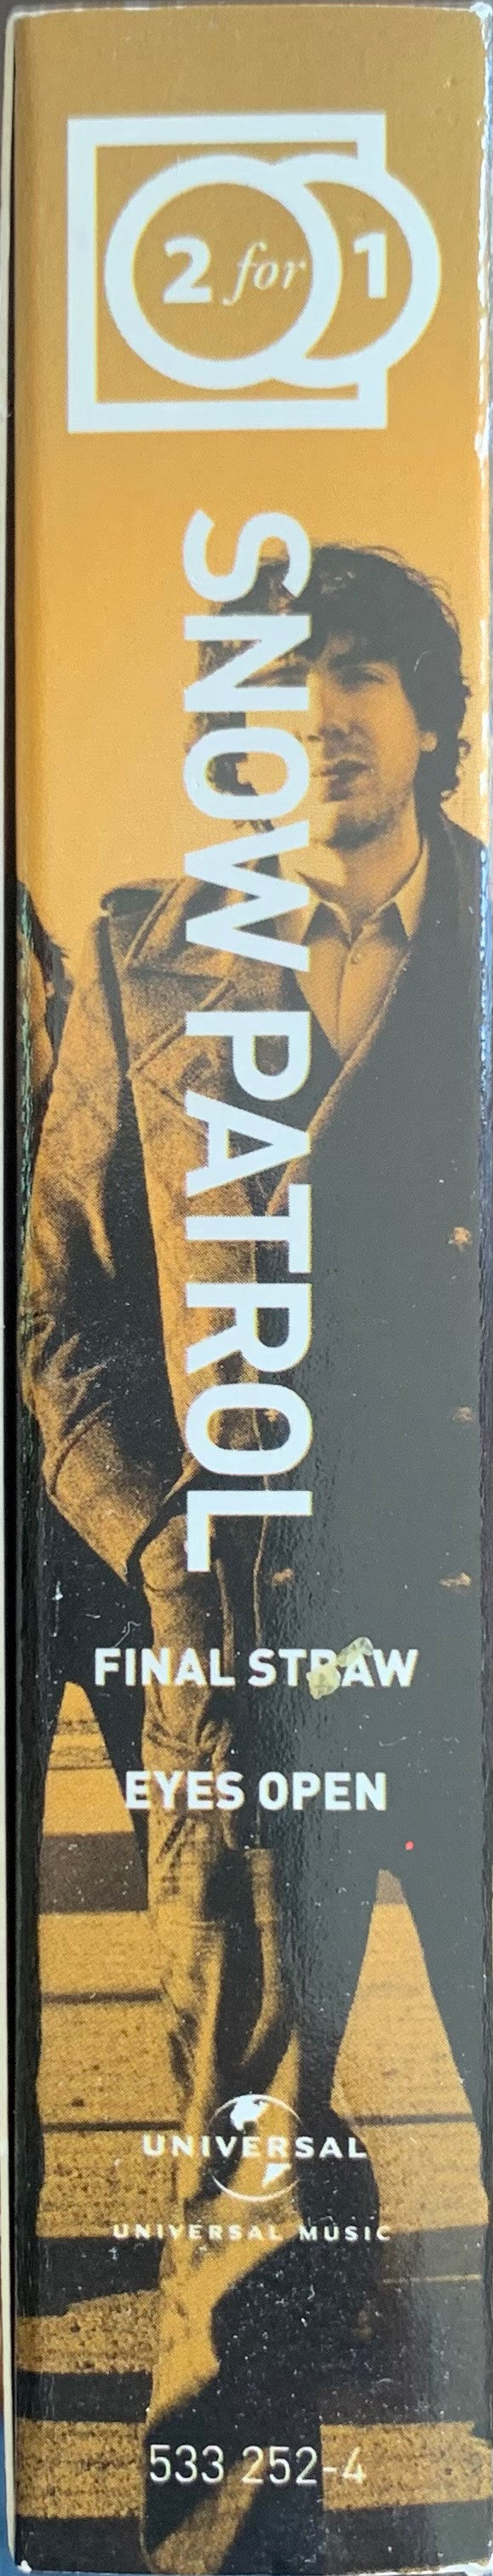 2 for 1
SNOW PATROL
FINAL STRAW
EYES OPEN
UNIVERSAL
UNIVERSAL MUSIC
533 252-4